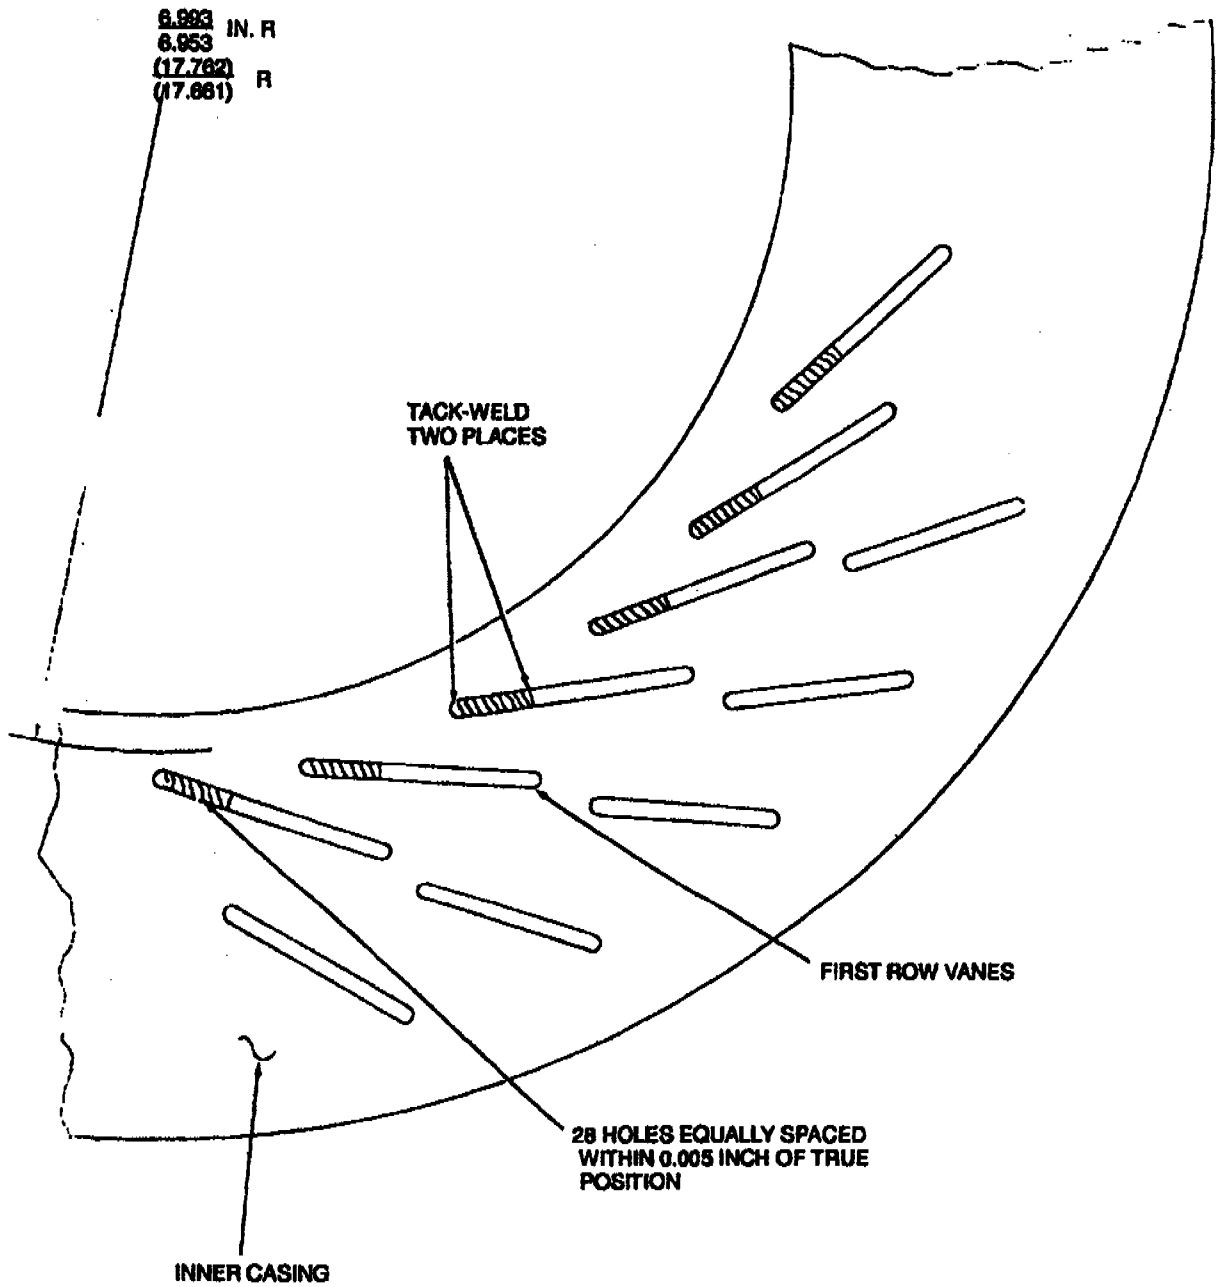 6.993 IN. R
6.953
(17.762) R
(17.661)
TACK-WELD
TWO PLACES
FIRST ROW VANES
28 HOLES EQUALLY SPACED
WITHIN 0.005 INCH OF TRUE
POSITION
INNER CASING